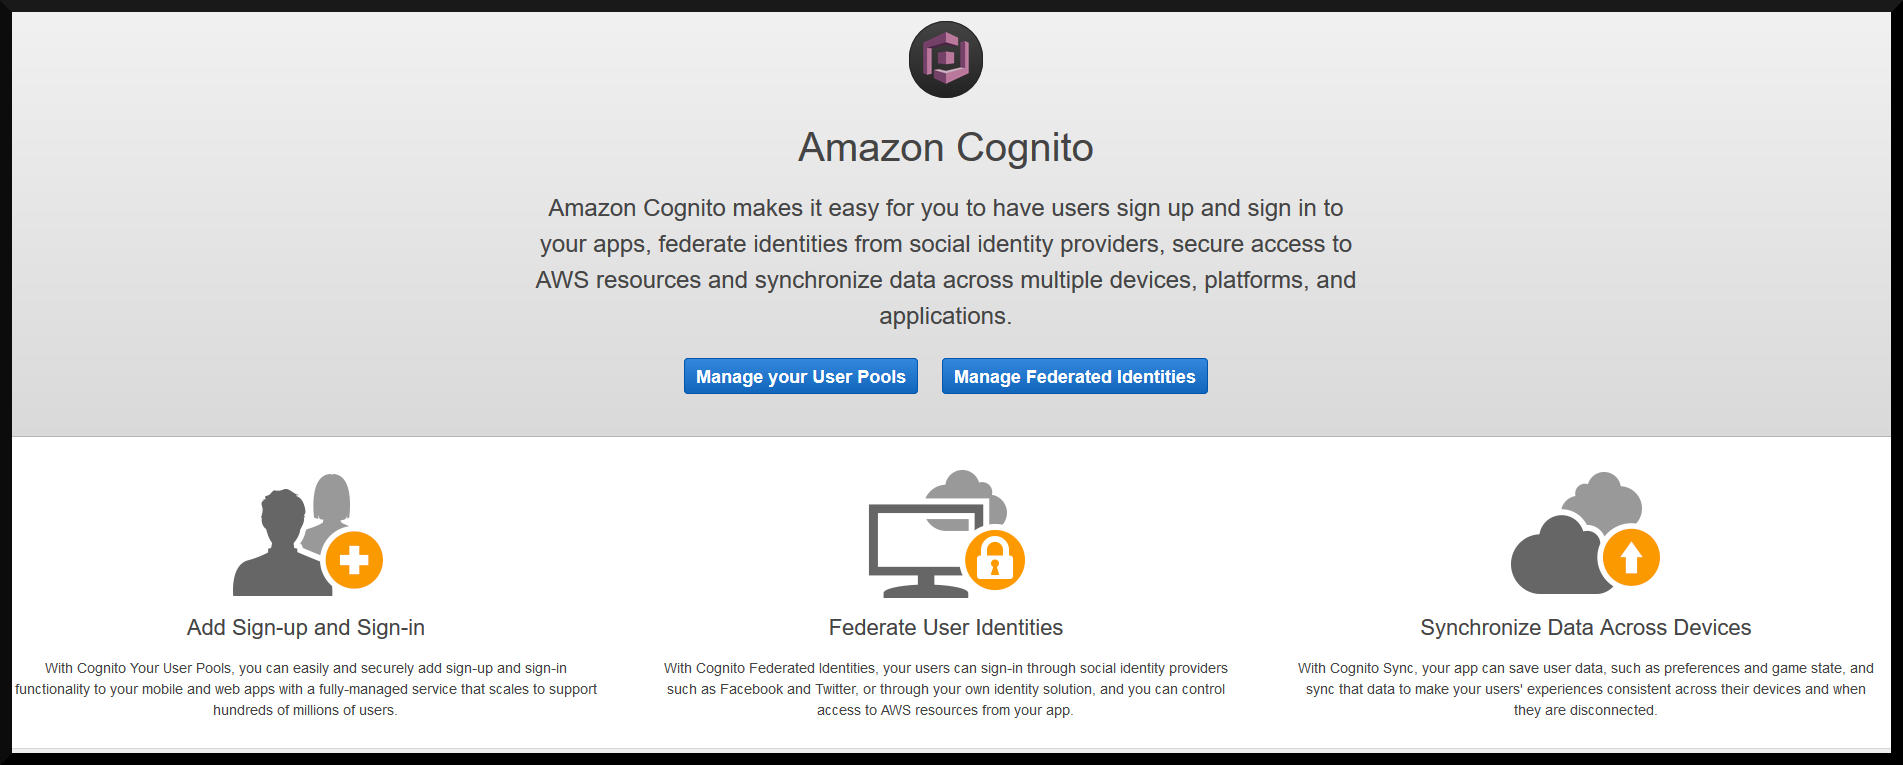 Amazon Cognito
Amazon Cognito makes it easy for you to have users sign up and sign in to
your apps, federate identities from social identity providers, secure access to
AWS resources and synchronize data across multiple devices, platforms, and
applications.
Manage your User Pools
Manage Federated Identities
Add Sign-up and Sign-in
With Cognito Your User Pools, you can easily and securely add sign-up and sign-in
functionality to your mobile and web apps with a fully-managed service that scales to support
hundreds of millions of users.
Federate User Identities
With Cognito Federated Identities, your users can sign-in through social identity providers
such as Facebook and Twitter, or through your own identity solution, and you can control
access to AWS resources from your app.
Synchronize Data Across Devices
With Cognito Sync, your app can save user data, such as preferences and game state, and
sync that data to make your users' experiences consistent across their devices and when
they are disconnected.